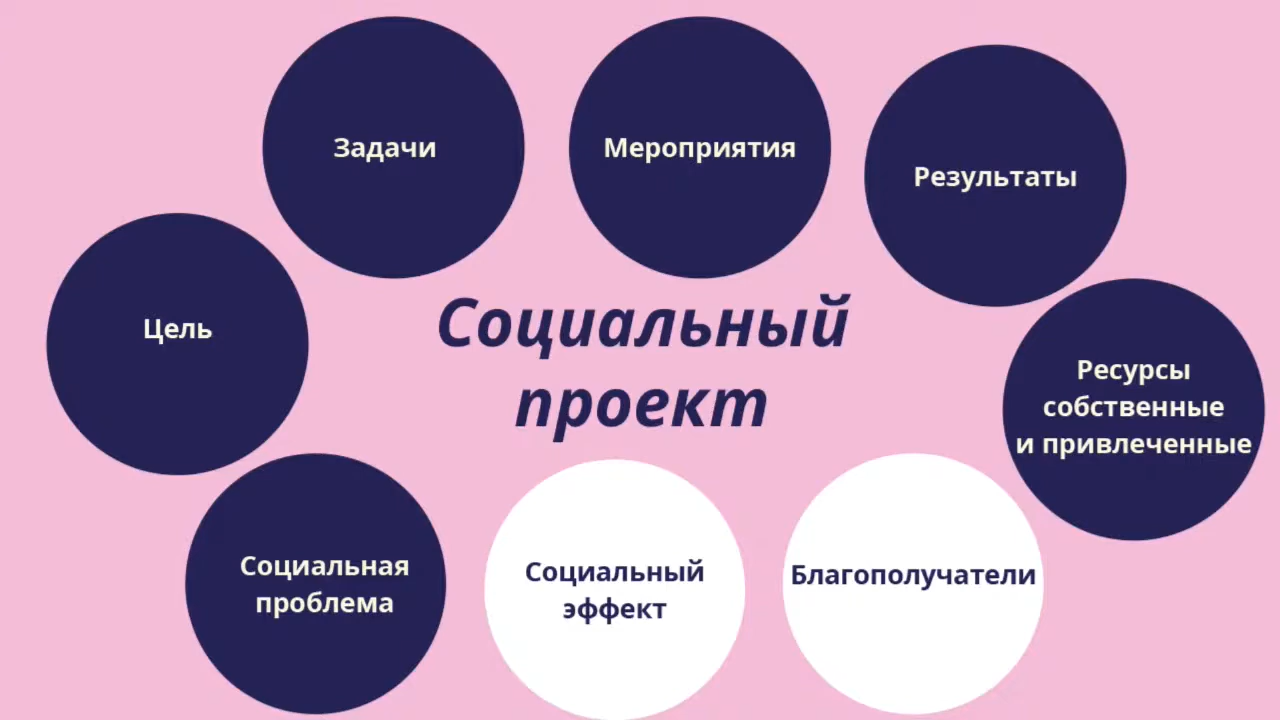 Задачи
Мероприятия
Результаты
Цель
Социальный
проект
Ресурсы
собственные
и привлеченные
Социальная
проблема
Социальный
эффект
Благополучатели